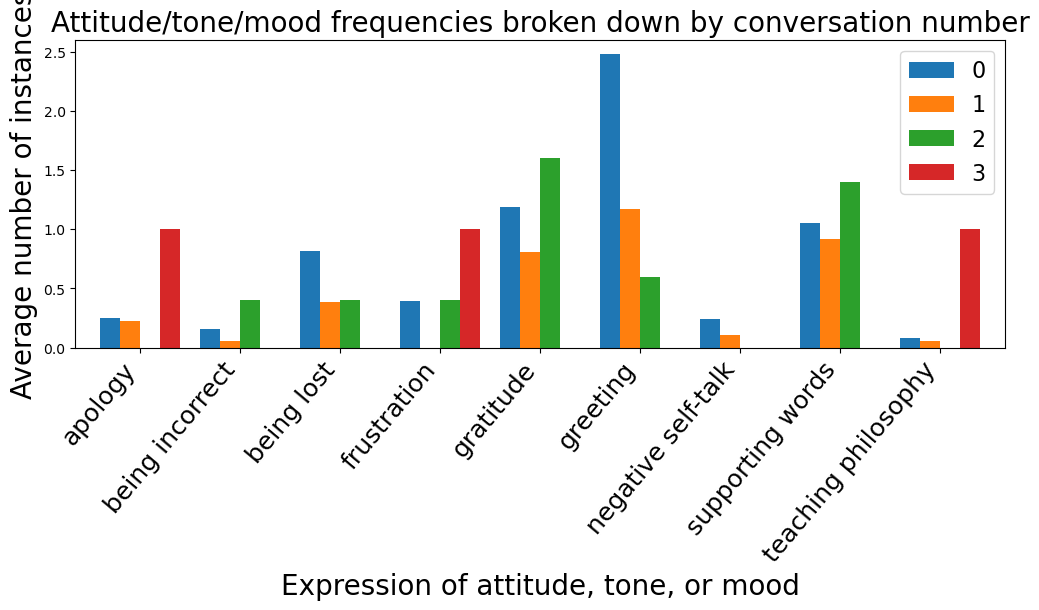 Attitude/tone/mood frequencies broken down by conversation number
Average number of instances
2.5
2.0
1.5
1.0
0.5
0.0
0
1
2
3
apology
being incorrect
being lost
frustration
gratitude
greeting
negative self-talk
supporting words
teaching philosophy
Expression of attitude, tone, or mood